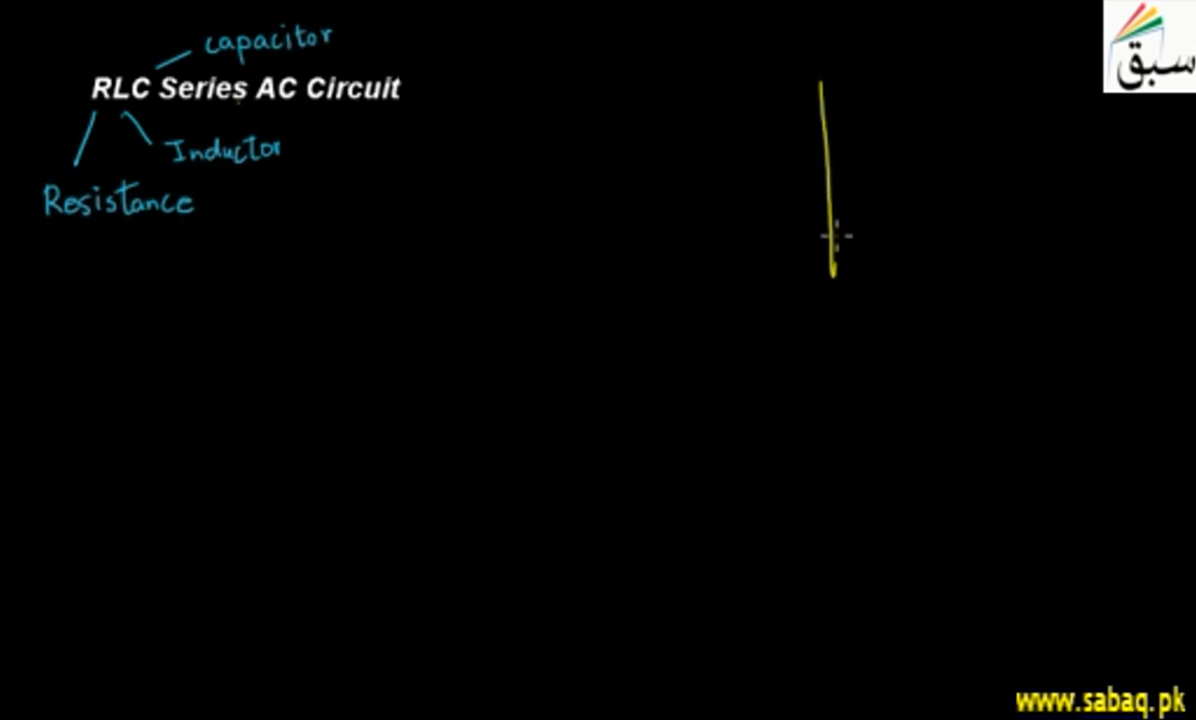 capacitor
RLC Series AC Circuit
Inductor
Resistance
سبق
www.sabaq.pk